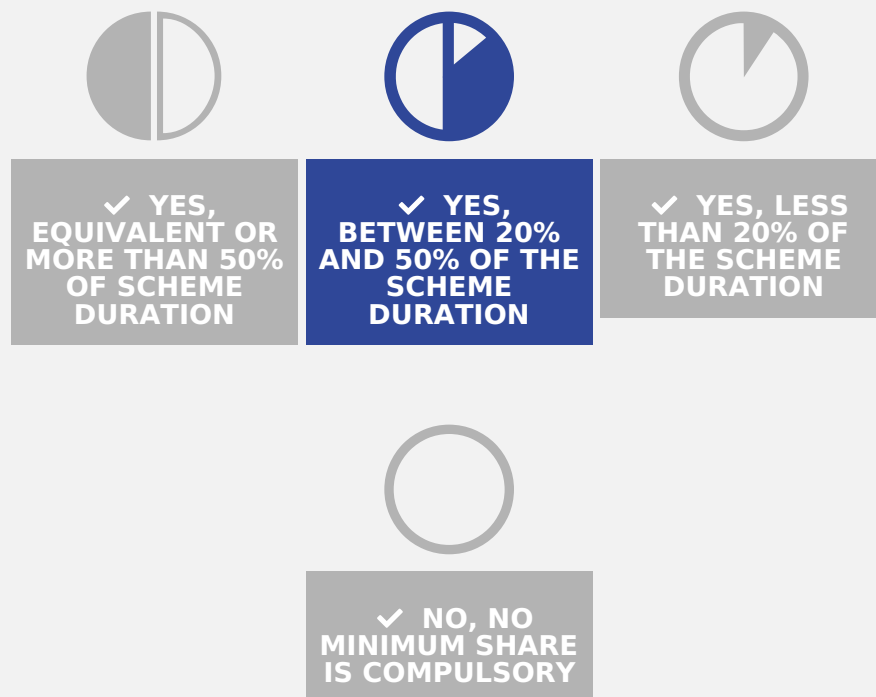 ✓ YES,
EQUIVALENT OR
MORE THAN 50%
OF SCHEME
DURATION
✓ YES,
BETWEEN 20%
AND 50% OF THE
SCHEME
DURATION
✓ YES, LESS
THAN 20% OF
THE SCHEME
DURATION
✓ NO, NO
MINIMUM SHARE
IS COMPULSORY